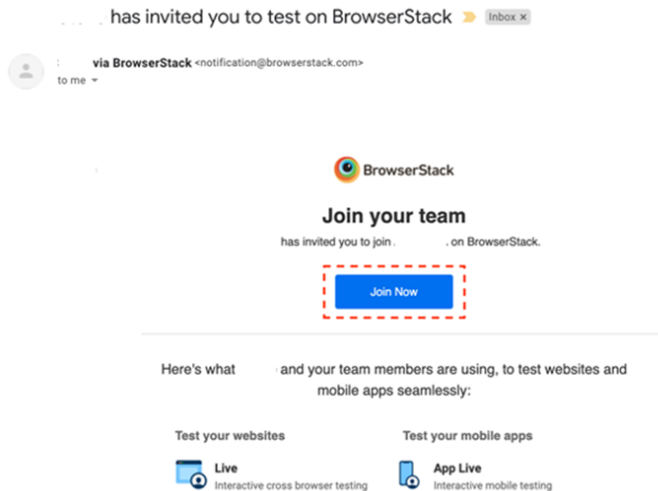 has invited you to test on BrowserStack Inbox ×
via BrowserStack <notification@browserstack.com>
to me
BrowserStack
Join your team
has invited you to join . on BrowserStack.
Join Now
Here's what and your team members are using, to test websites and
mobile apps seamlessly:
Test your websites
Test your mobile apps
Live
Interactive cross browser testing
App Live
Interactive mobile testing